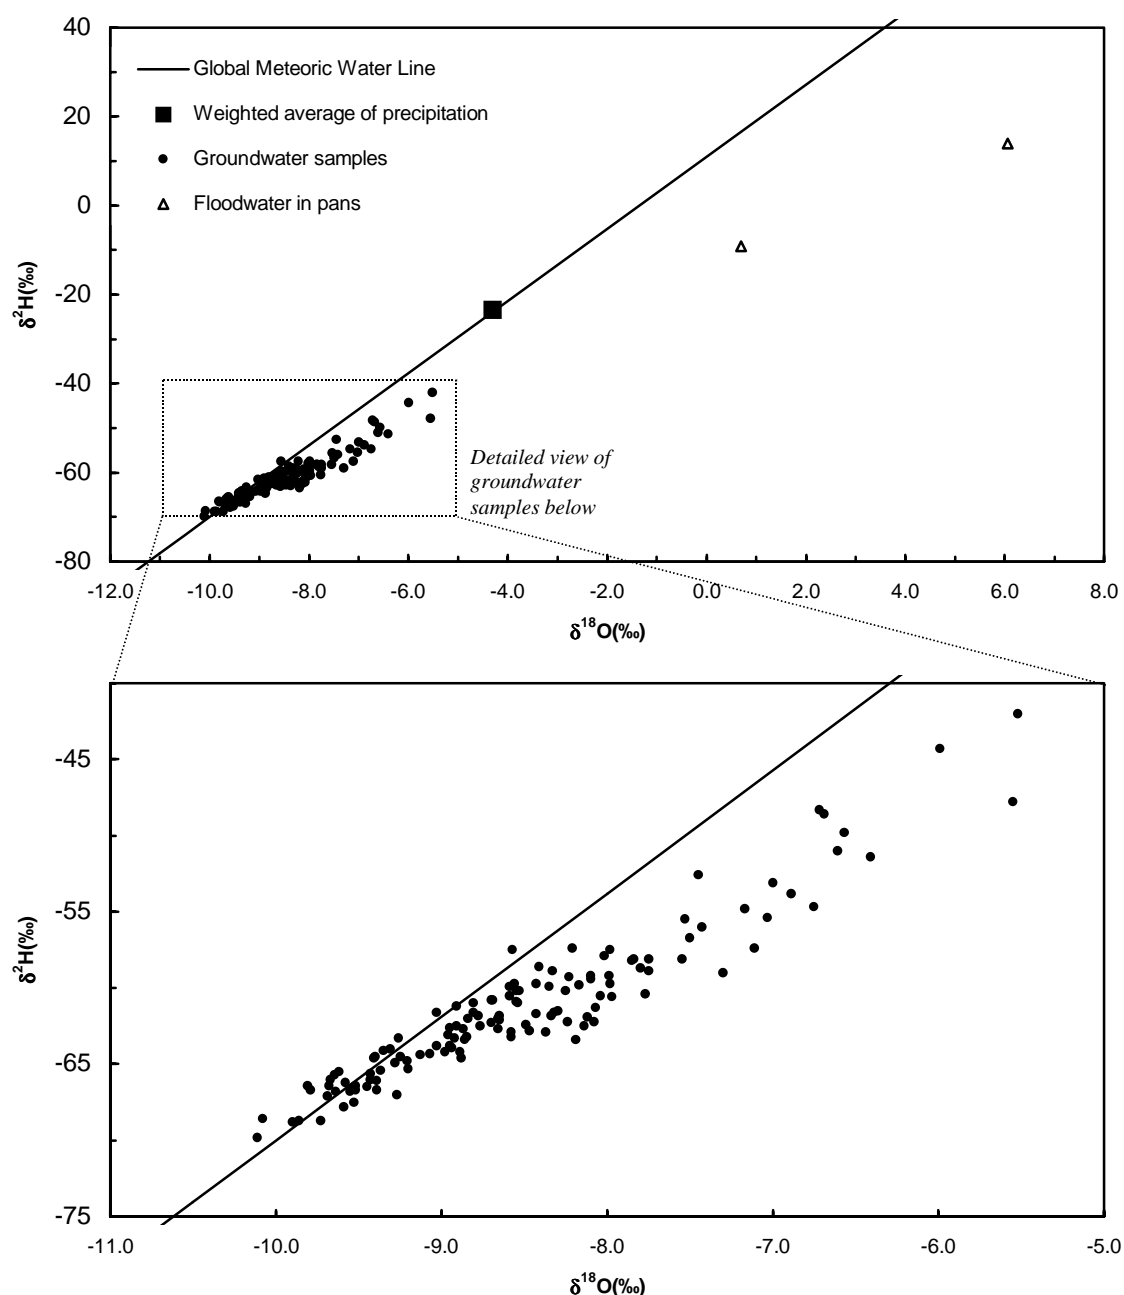 40
20
0
-20
-40
-60
-80
δ²H(‰)
Global Meteoric Water Line
Weighted average of precipitation
Groundwater samples
Floodwater in pans
Detailed view of
groundwater
samples below
-12.0 -10.0 -8.0 -6.0 -4.0 -2.0 0.0 2.0 4.0 6.0 8.0
δ¹⁸O(‰)
-45
-55
-65
-75
δ²H(‰)
-11.0 -10.0 -9.0 -8.0 -7.0 -6.0 -5.0
δ¹⁸O(‰)